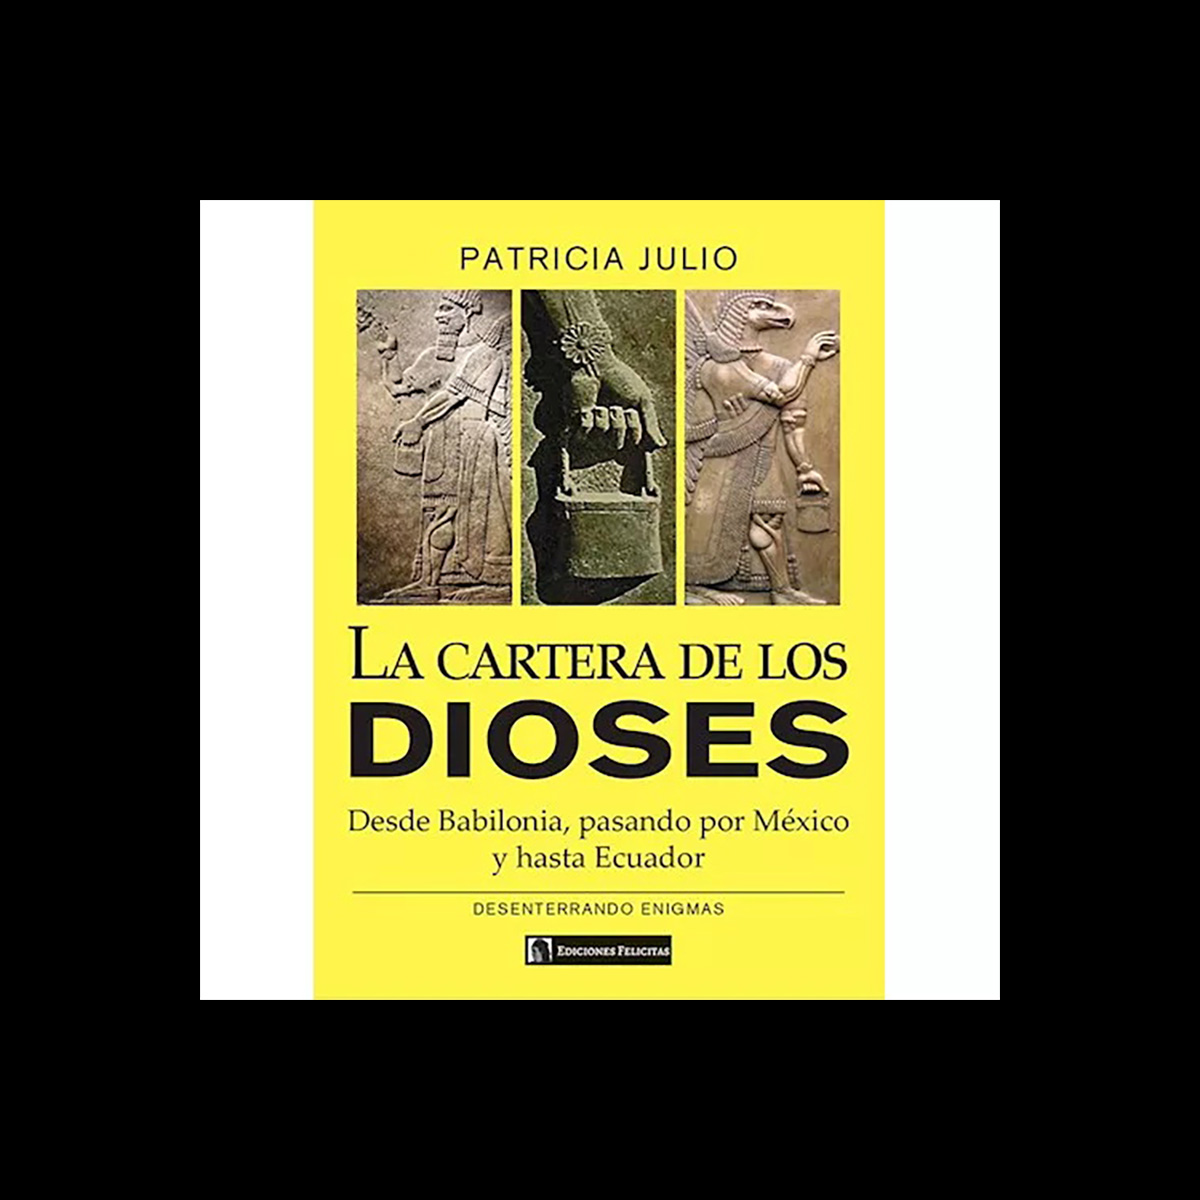 PATRICIA JULIO
LA CARTERA DE LOS
DIOSES
Desde Babilonia, pasando por México
y hasta Ecuador
DESENTERRANDO ENIGMAS
EDICIONES FELICITAS